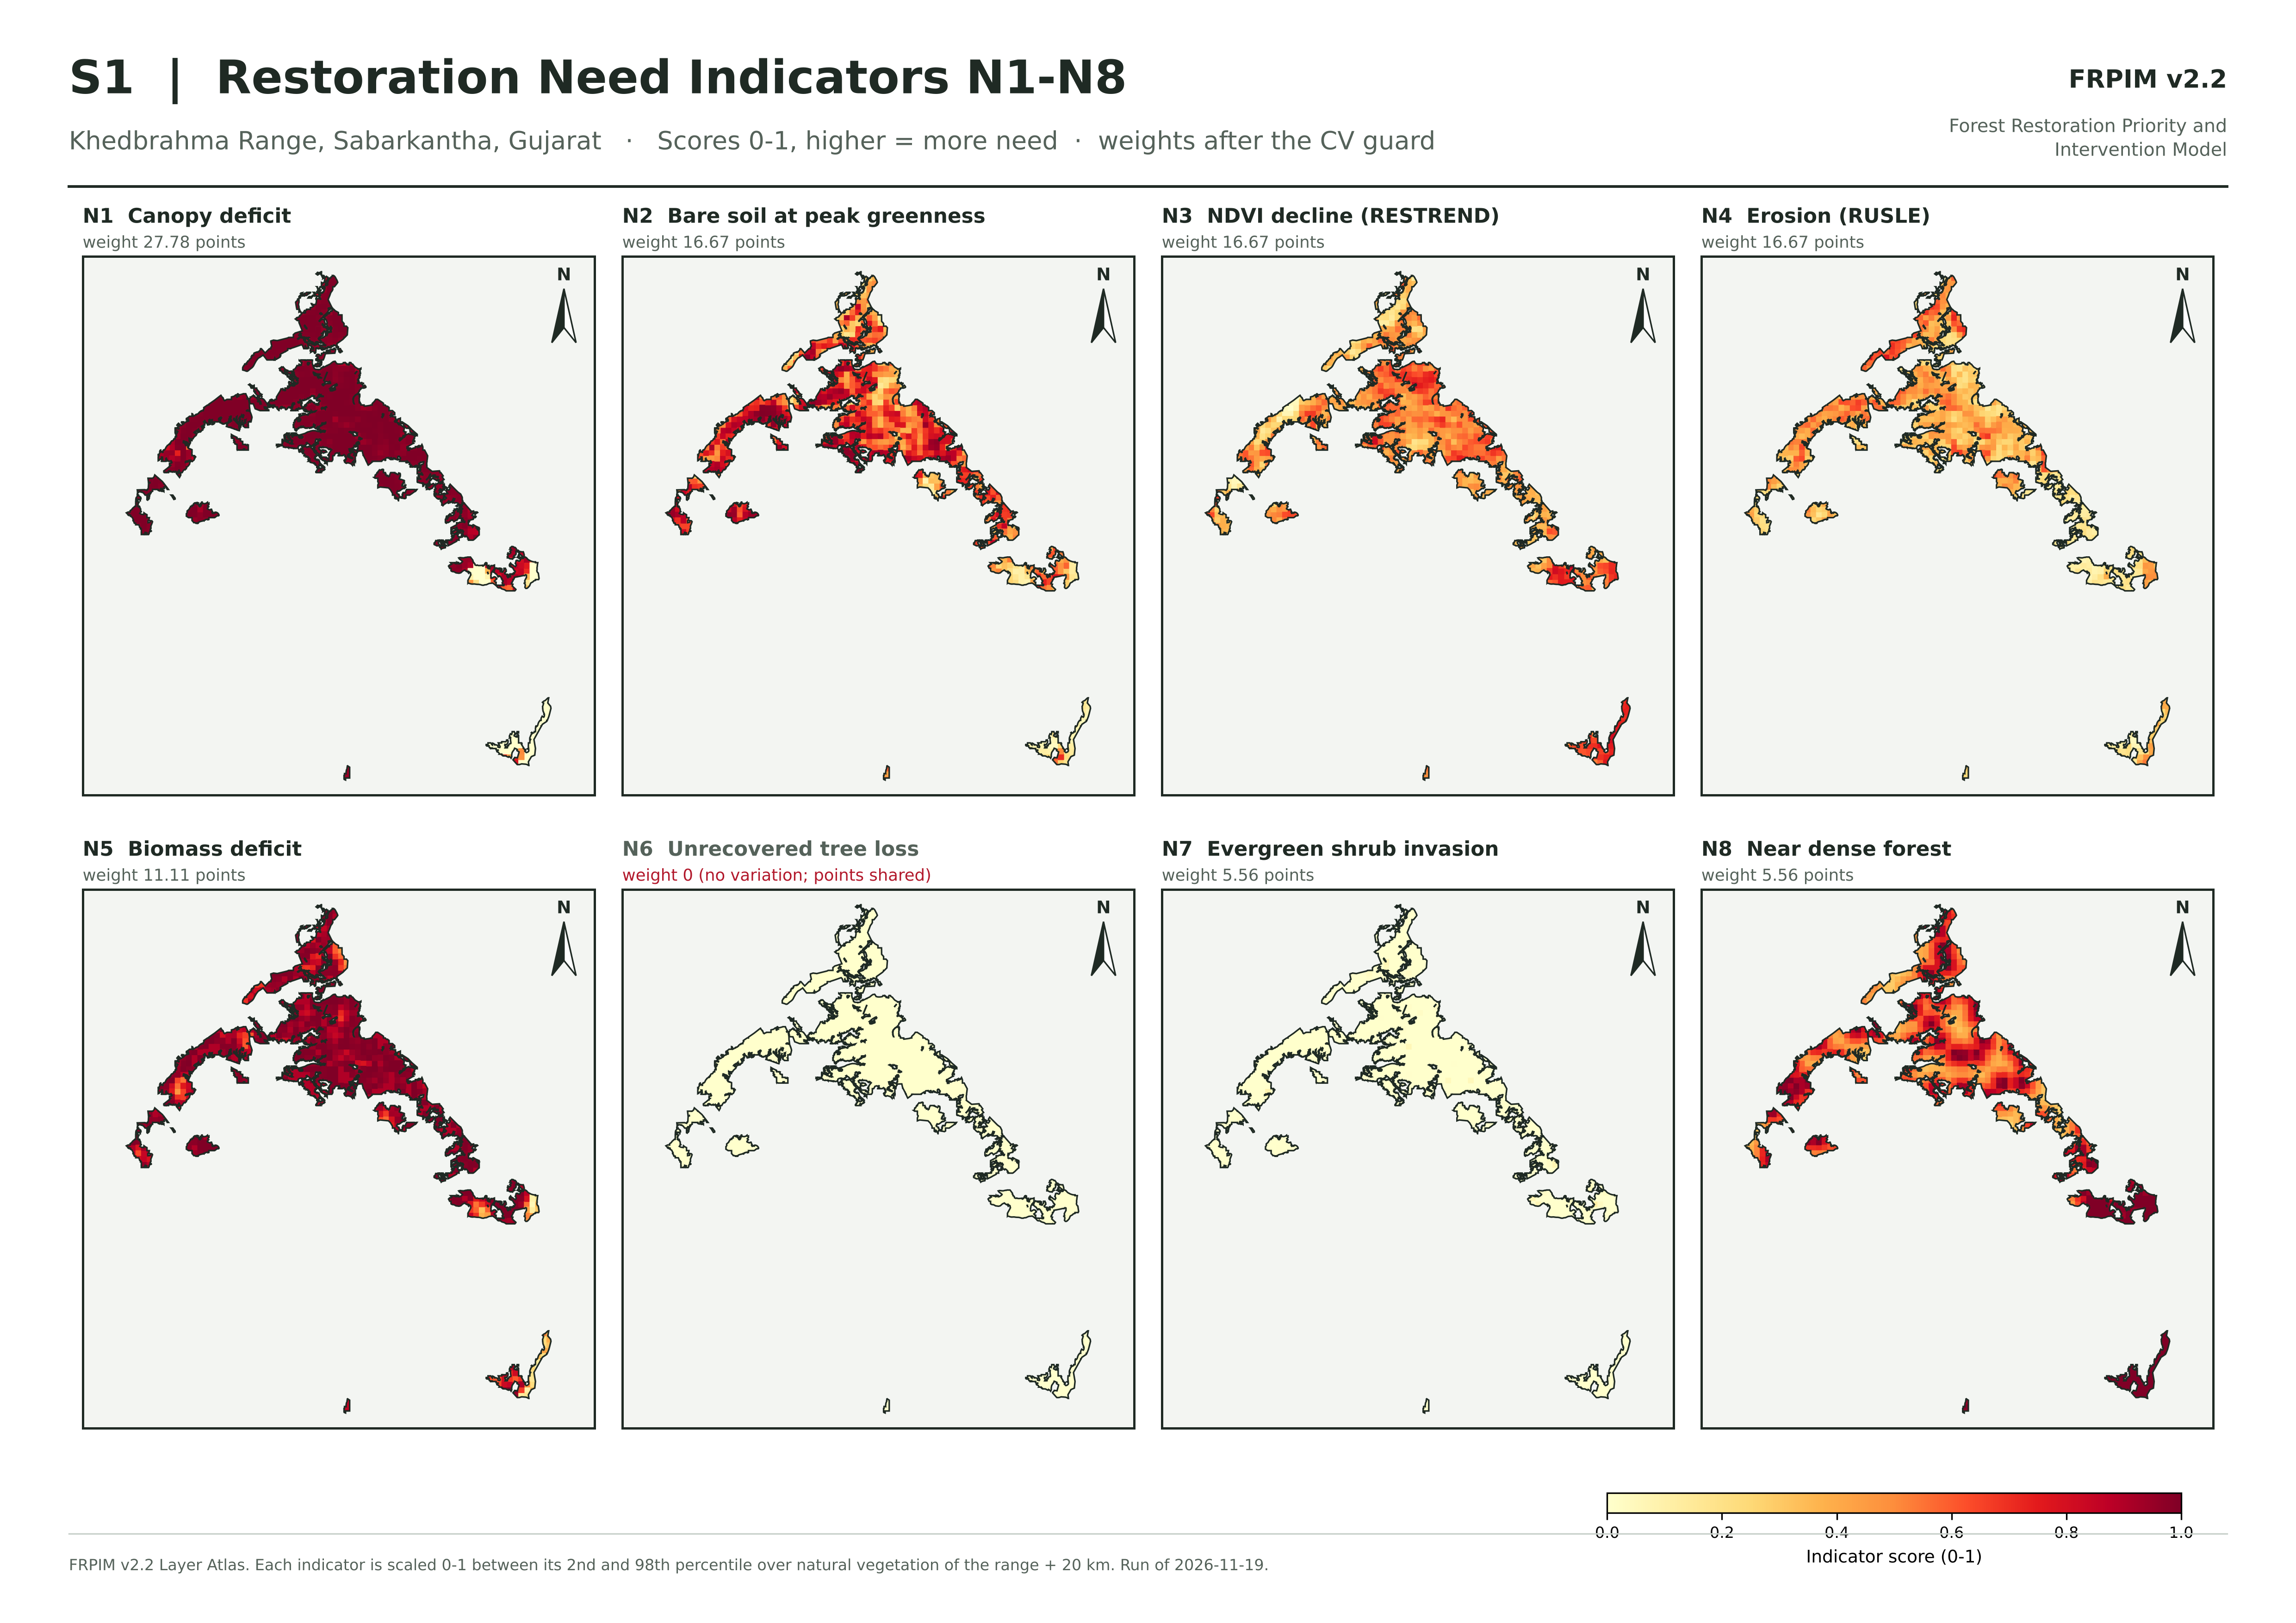 S1 | Restoration Need Indicators N1-N8
FRPIM v2.2
Khedbrahma Range, Sabarkantha, Gujarat · Scores 0-1, higher = more need · weights after the CV guard
Forest Restoration Priority and
Intervention Model
N1 Canopy deficit
weight 27.78 points
N
N2 Bare soil at peak greenness
weight 16.67 points
N
N3 NDVI decline (RESTREND)
weight 16.67 points
N
N4 Erosion (RUSLE)
weight 16.67 points
N
N5 Biomass deficit
weight 11.11 points
N
N6 Unrecovered tree loss
weight 0 (no variation; points shared)
N
N7 Evergreen shrub invasion
weight 5.56 points
N
N8 Near dense forest
weight 5.56 points
N
0.0 0.2 0.4 0.6 0.8 1.0
Indicator score (0-1)
FRPIM v2.2 Layer Atlas. Each indicator is scaled 0-1 between its 2nd and 98th percentile over natural vegetation of the range + 20 km. Run of 2026-11-19.